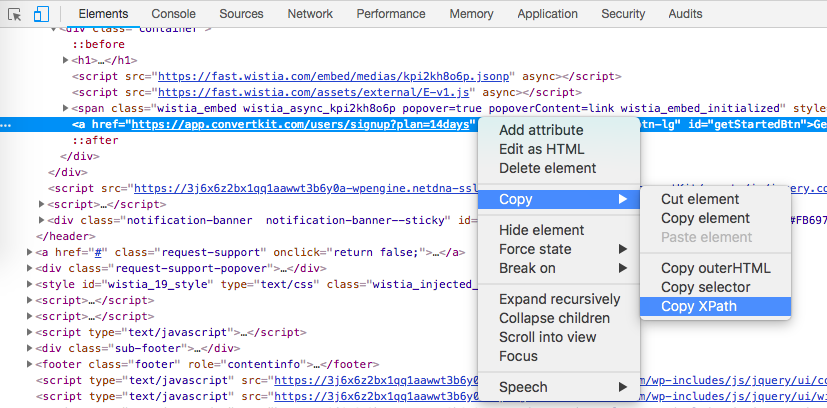 Elements Console Sources Network Performance Memory Application Security Audits
▼<div class="container">
::before
▶<h1>…</h1>
<script src="https://fast.wistia.com/embed/medias/kpi2kh8o6p.jsonp" async></script>
<script src="https://fast.wistia.com/assets/external/E-v1.js" async></script>
▶<span class="wistia_embed wistia_async_kpi2kh8o6p popover=true popoverContent=link wistia_embed_initialized" style
… <a href="https://app.convertkit.com/users/signup?plan=14days" tn-lg" id="getStartedBtn">Ge
::after
</div>
</div>
<script src="https://3j6x6z2bx1qq1aawwt3b6y0a-wpengine.netdna-ssl
▶<script>…</script>
▶<div class="notification-banner  notification-banner--sticky" id= #FB697
</header>
▶<a href="#" class="request-support" onclick="return false;">…</a>
▶<div class="request-support-popover">…</div>
▶<style id="wistia_19_style" type="text/css" class="wistia_injected_
▶<script>…</script>
▶<script>…</script>
▶<script type="text/javascript">…</script>
▶<div class="sub-footer">…</div>
▶<footer class="footer" role="contentinfo">…</footer>
<script type="text/javascript" src="https://3j6x6z2bx1qq1aawwt3b6y0 om/wp-includes/js/jquery/ui/co
<script type="text/javascript" src="https://3j6x6z2bx1qq1aawwt3b6y0 om/wp-includes/js/jquery/ui/wi
Add attribute
Edit as HTML
Delete element
Copy ▶
Hide element
Force state ▶
Break on ▶
Expand recursively
Collapse children
Scroll into view
Focus
Speech ▶
Cut element
Copy element
Paste element
Copy outerHTML
Copy selector
Copy XPath